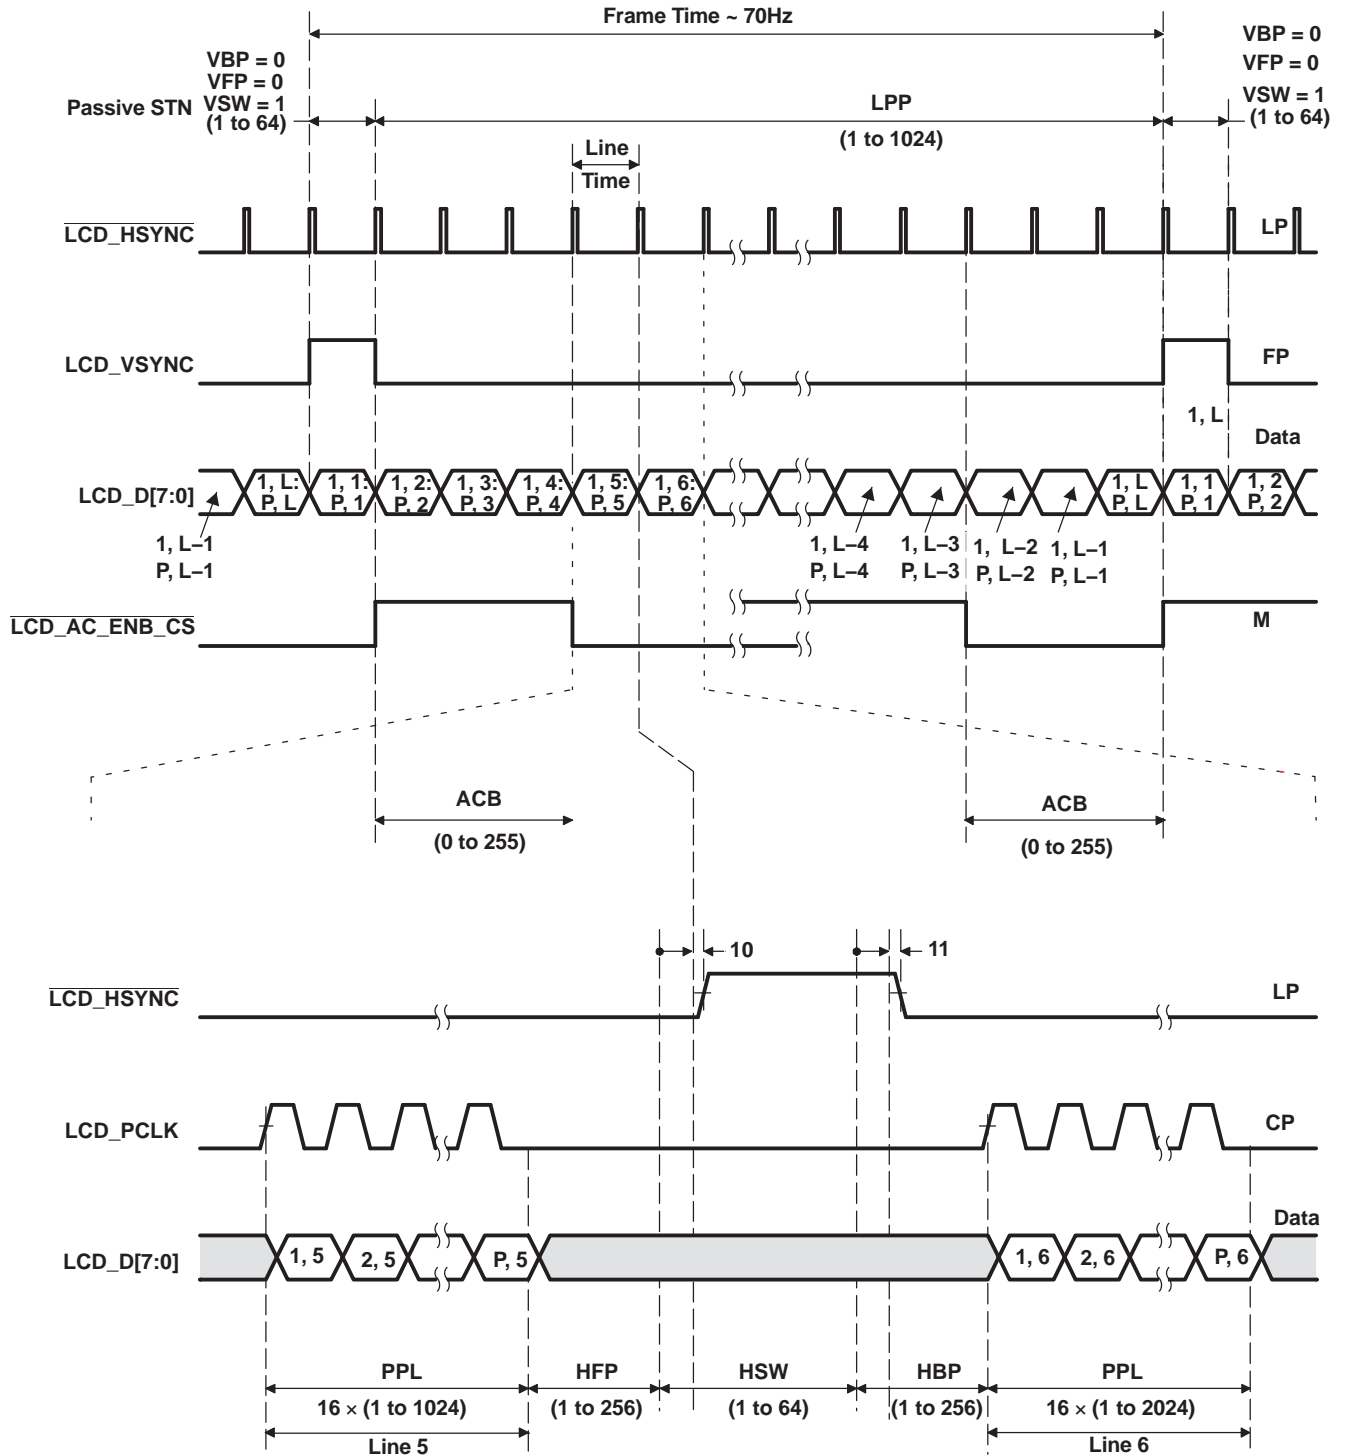 Frame Time ~ 70Hz
VBP = 0
VFP = 0
VSW = 1
(1 to 64)
Passive STN
LPP
(1 to 1024)
VBP = 0
VFP = 0
VSW = 1
(1 to 64)
Line
Time
LCD_HSYNC
LP
LCD_VSYNC
FP
1, L
Data
LCD_D[7:0]
1, L: P, L
1, 1: P, 1
1, 2: P, 2
1, 3: P, 3
1, 4: P, 4
1, 5: P, 5
1, 6: P, 6
1, L P, L
1, 1 P, 1
1, 2 P, 2
1, L–1
P, L–1
1, L–4
P, L–4
1, L–3
P, L–3
1, L–2
P, L–2
1, L–1
P, L–1
LCD_AC_ENB_CS
M
ACB
(0 to 255)
ACB
(0 to 255)
10
11
LCD_HSYNC
LP
LCD_PCLK
CP
Data
LCD_D[7:0]
1, 5
2, 5
P, 5
1, 6
2, 6
P, 6
PPL
HFP
HSW
HBP
PPL
16 × (1 to 1024)
(1 to 256)
(1 to 64)
(1 to 256)
16 × (1 to 2024)
Line 5
Line 6